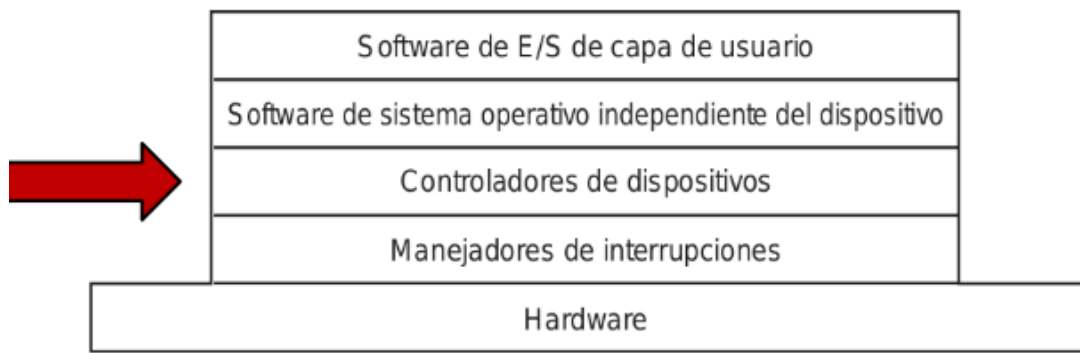 Software de E/S de capa de usuario
Software de sistema operativo independiente del dispositivo
Controladores de dispositivos
Manejadores de interrupciones
Hardware